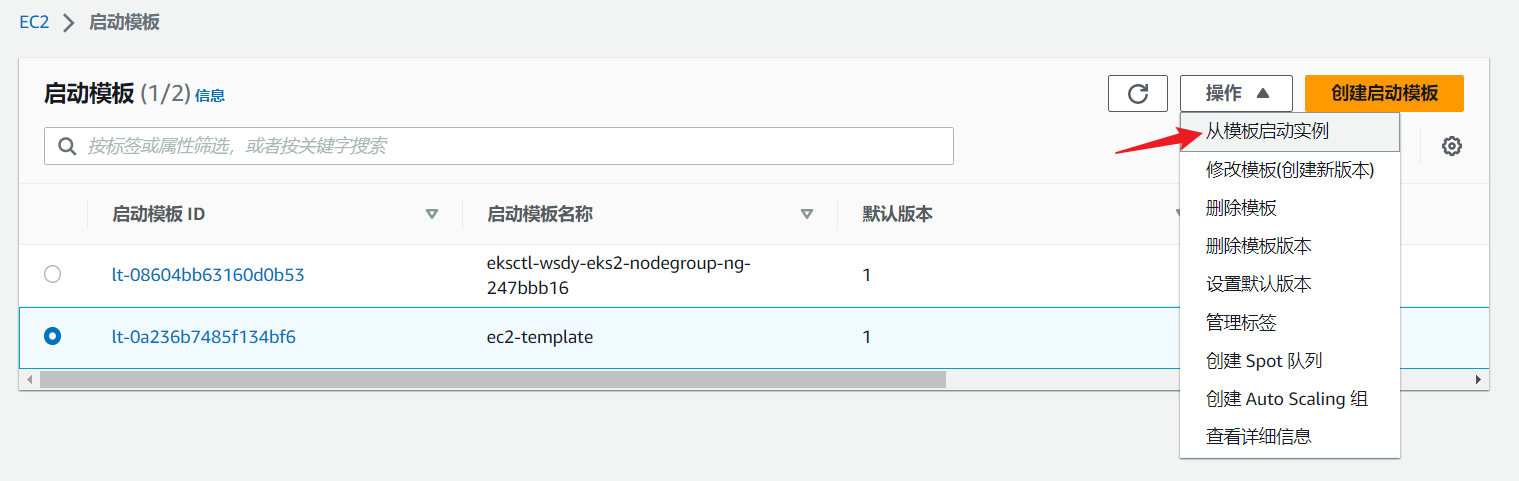 EC2 > 启动模板
启动模板 (1/2) 信息
操作
创建启动模板
按标签或属性筛选，或者按关键字搜索
从模板启动实例
修改模板(创建新版本)
删除模板
删除模板版本
设置默认版本
管理标签
创建 Spot 队列
创建 Auto Scaling 组
查看详细信息
启动模板 ID
启动模板名称
默认版本
lt-08604bb63160d0b53
eksctl-wsdy-eks2-nodegroup-ng-
247bbb16
1
lt-0a236b7485f134bf6
ec2-template
1